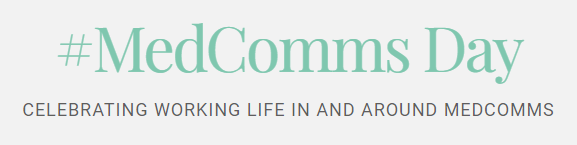 #MedComms Day
CELEBRATING WORKING LIFE IN AND AROUND MEDCOMMS